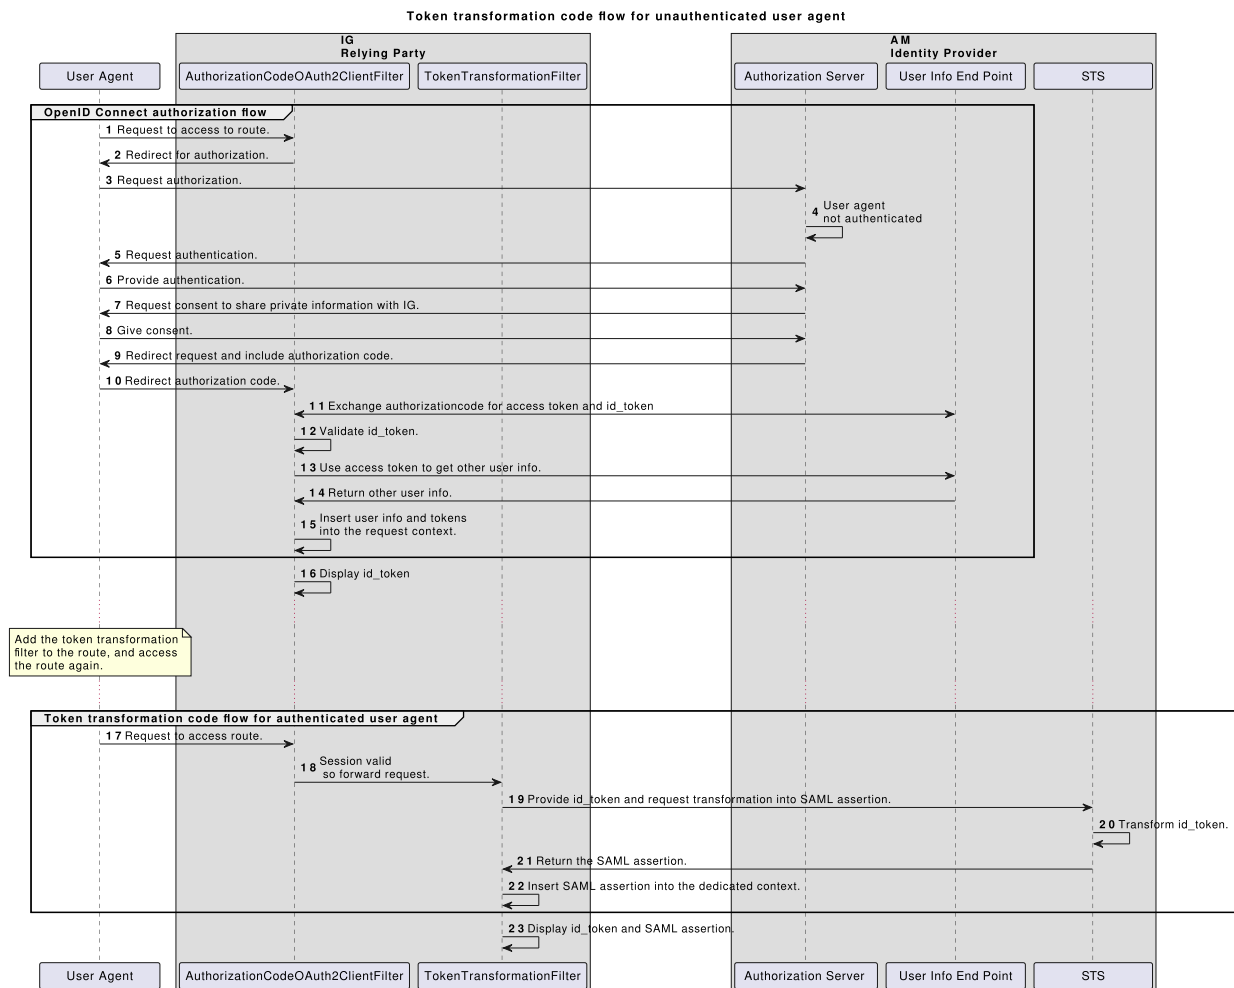 Token transformation code flow for unauthenticated user agent
IG
Relying Party
AM
Identity Provider
User Agent
AuthorizationCodeOAuth2ClientFilter
TokenTransformationFilter
Authorization Server
User Info End Point
STS
OpenID Connect authorization flow
1 Request to access to route.
2 Redirect for authorization.
3 Request authorization.
4 User agent
not authenticated
5 Request authentication.
6 Provide authentication.
7 Request consent to share private information with IG.
8 Give consent.
9 Redirect request and include authorization code.
10 Redirect authorization code.
11 Exchange authorizationcode for access token and id_token
12 Validate id_token.
13 Use access token to get other user info.
14 Return other user info.
15 Insert user info and tokens
into the request context.
16 Display id_token
Add the token transformation
filter to the route, and access
the route again.
Token transformation code flow for authenticated user agent
17 Request to access route.
18 Session valid
so forward request.
19 Provide id_token and request transformation into SAML assertion.
20 Transform id_token.
21 Return the SAML assertion.
22 Insert SAML assertion into the dedicated context.
23 Display id_token and SAML assertion.
User Agent
AuthorizationCodeOAuth2ClientFilter
TokenTransformationFilter
Authorization Server
User Info End Point
STS